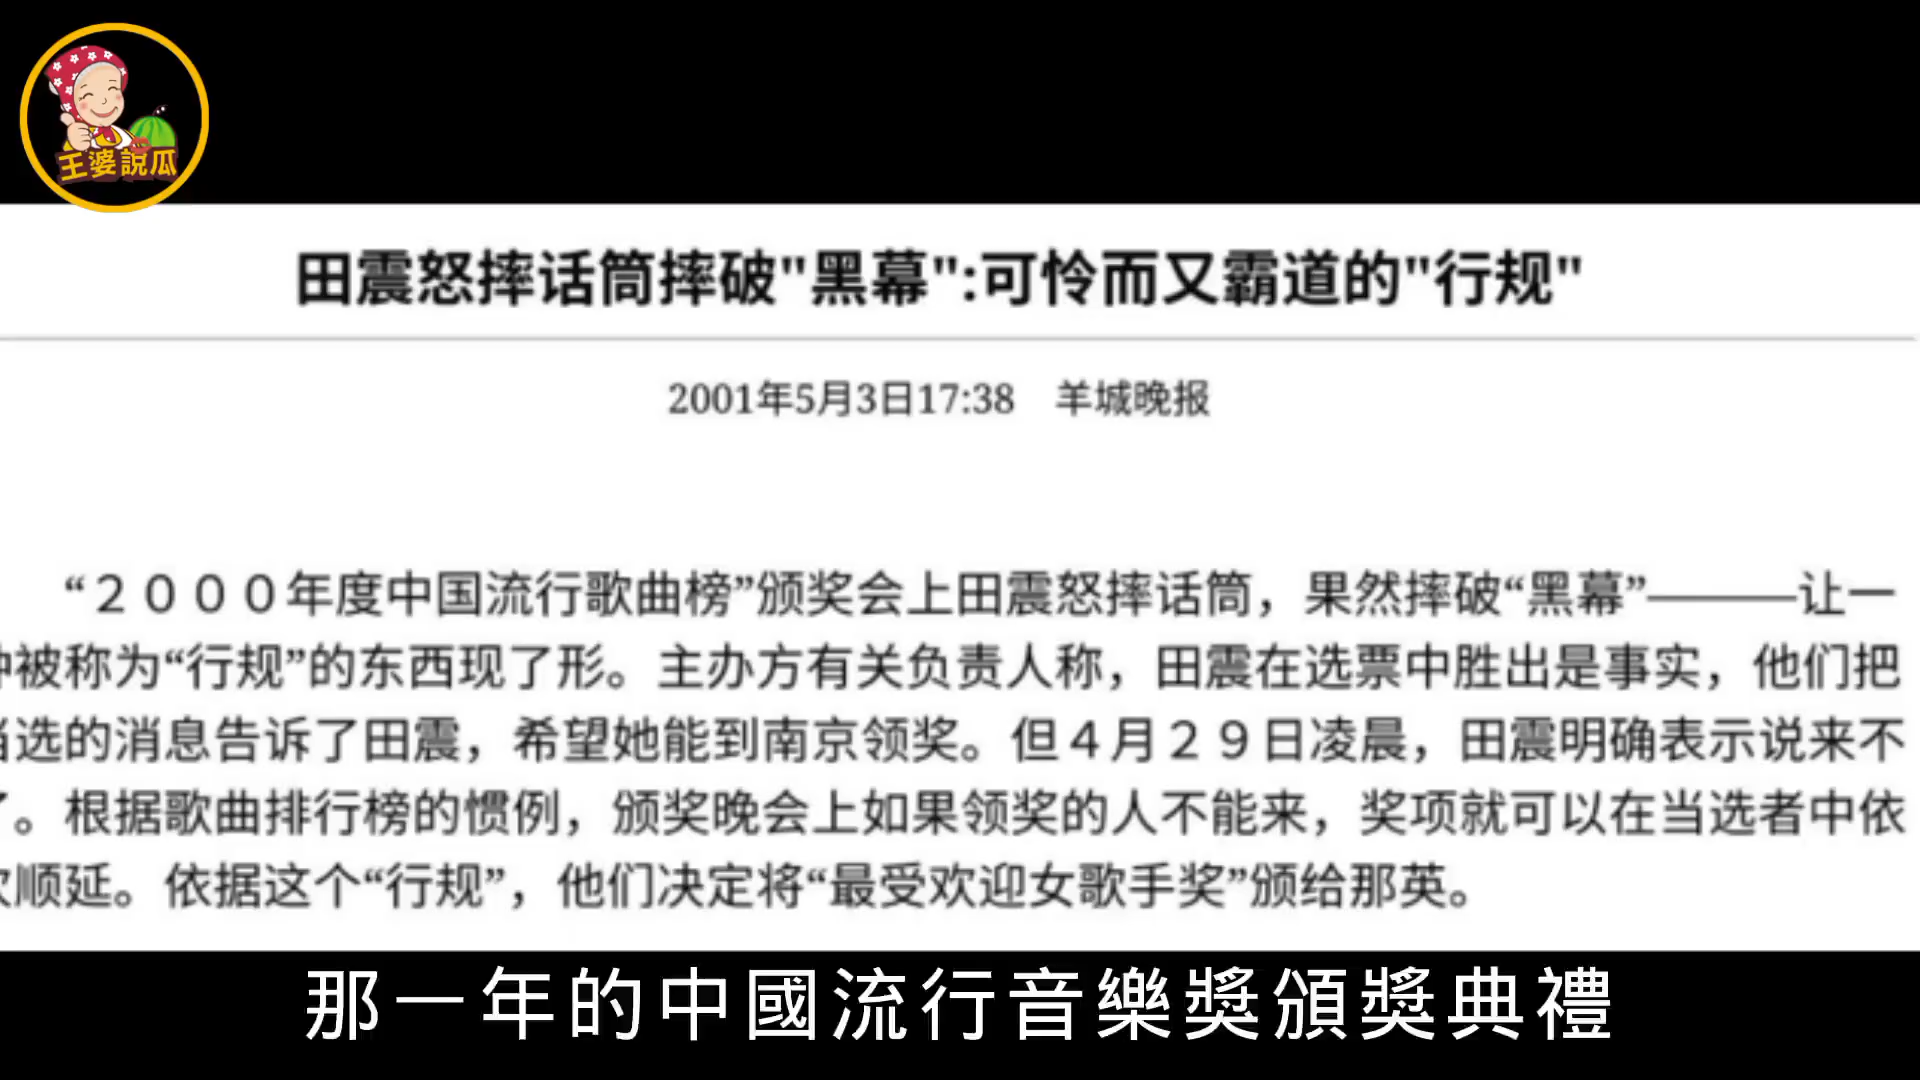 王婆說瓜
田震怒摔话筒摔破"黑幕":可怜而又霸道的"行规"
2001年5月3日17:38 羊城晚报
“２０００年度中国流行歌曲榜”颁奖会上田震怒摔话筒，果然摔破“黑幕”———让一
被称为“行规”的东西现了形。主办方有关负责人称，田震在选票中胜出是事实，他们把
选的消息告诉了田震，希望她能到南京领奖。但４月２９日凌晨，田震明确表示说来不
。根据歌曲排行榜的惯例，颁奖晚会上如果领奖的人不能来，奖项就可以在当选者中依
顺延。依据这个“行规”，他们决定将“最受欢迎女歌手奖”颁给那英。
那一年的中國流行音樂獎頒獎典禮